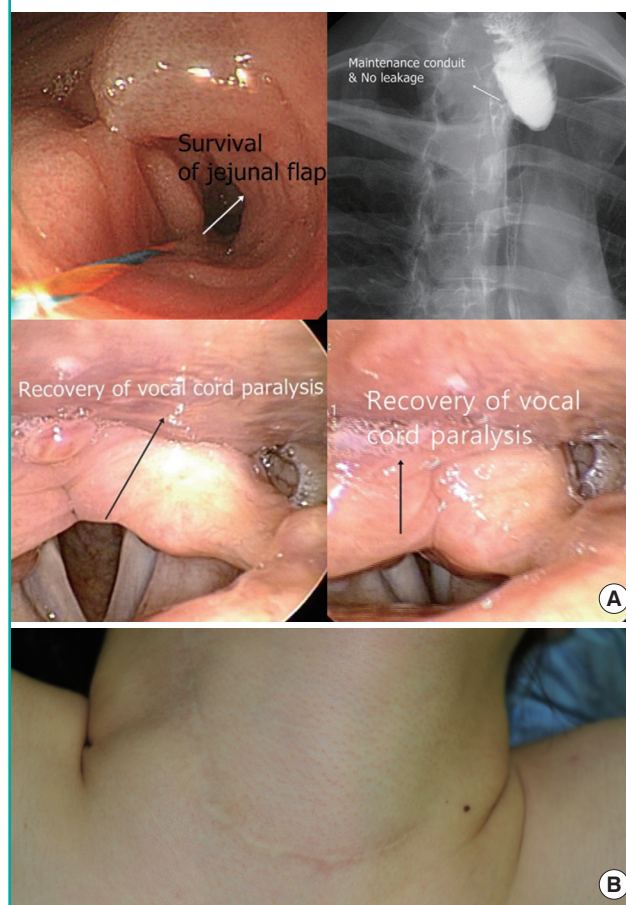 Survival
of jejunal flap
Maintenance conduit
& No leakage
Recovery of vocal cord paralysis
Recovery of vocal
cord paralysis
A
B